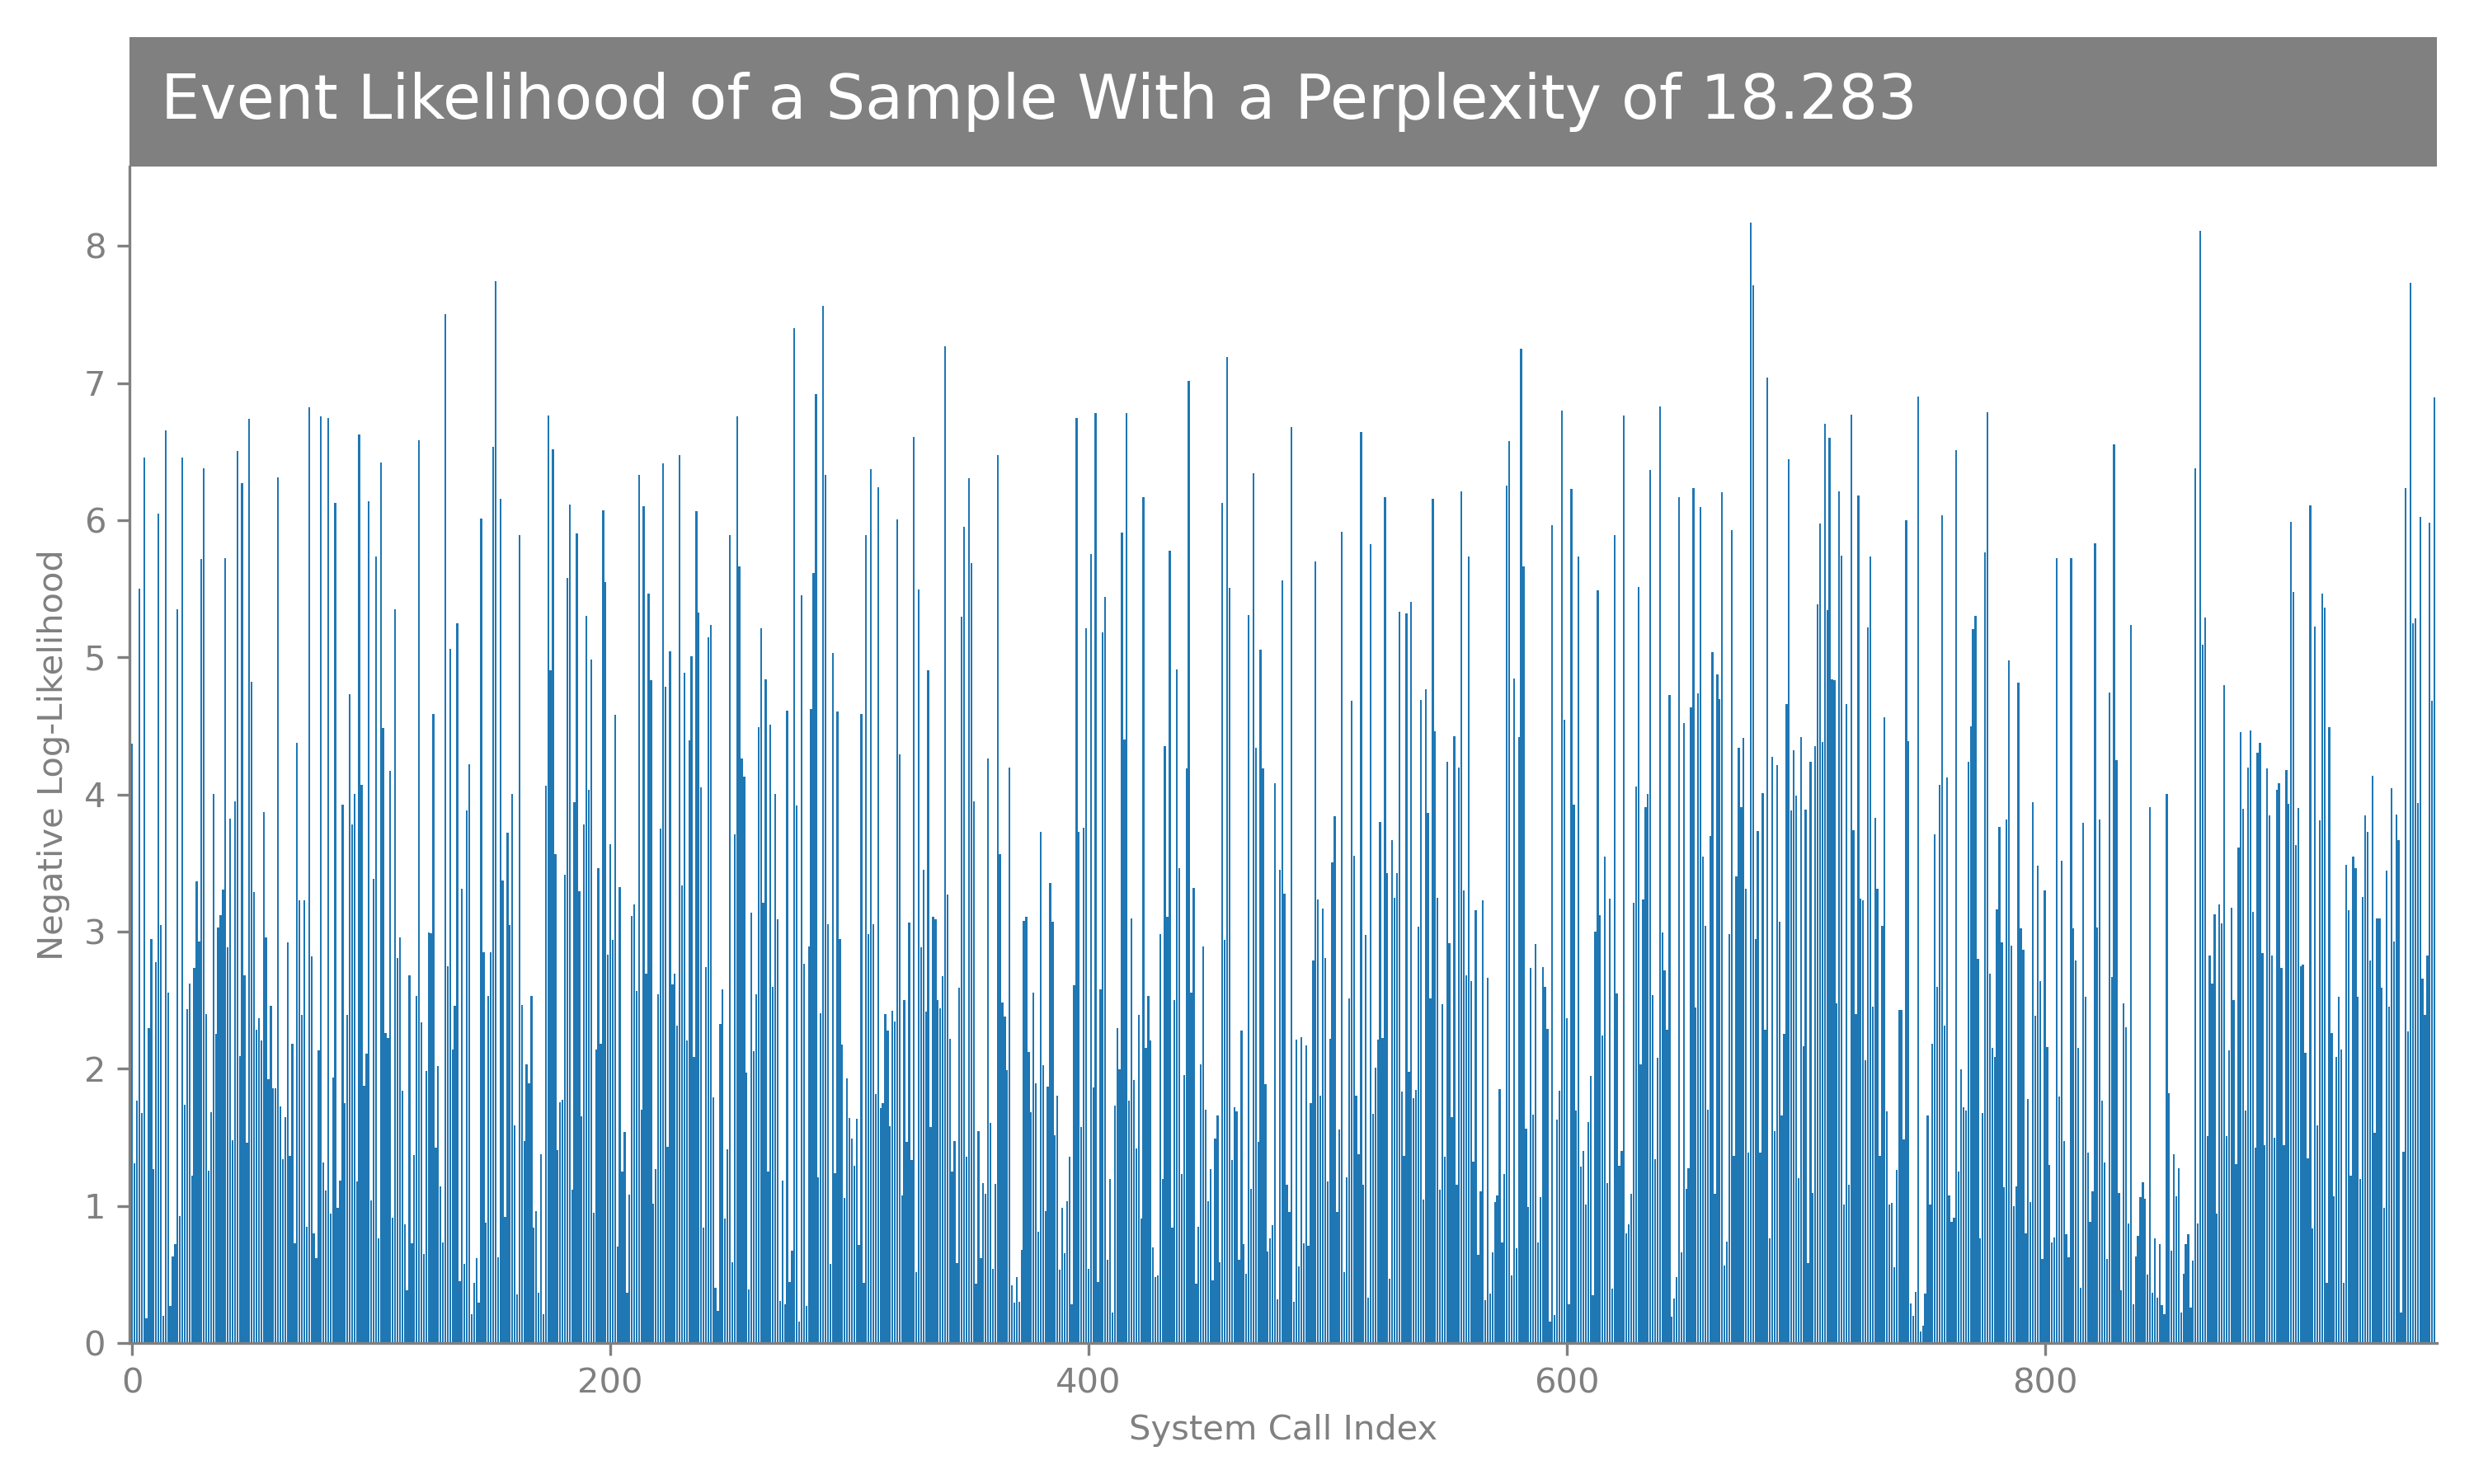 Event Likelihood of a Sample With a Perplexity of 18.283
8
7
6
5
4
3
2
1
0
Negative Log-Likelihood
0 200 400 600 800
System Call Index